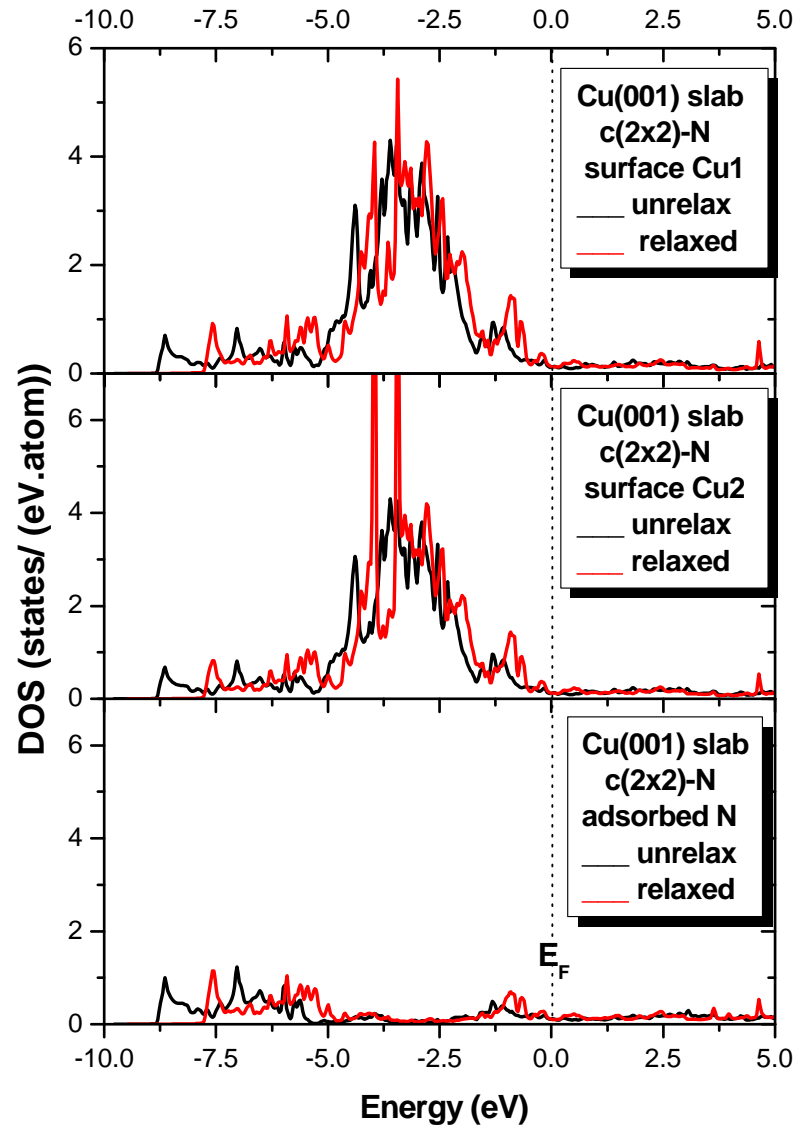 -10.0 -7.5 -5.0 -2.5 0.0 2.5 5.0
6
4
2
0
Cu(001) slab
c(2x2)-N
surface Cu1
___ unrelax
___ relaxed
6
4
2
0
Cu(001) slab
c(2x2)-N
surface Cu2
___ unrelax
___ relaxed
DOS (states/ (eV.atom))
6
4
2
0
Cu(001) slab
c(2x2)-N
adsorbed N
___ unrelax
___ relaxed
EF
-10.0 -7.5 -5.0 -2.5 0.0 2.5 5.0
Energy (eV)